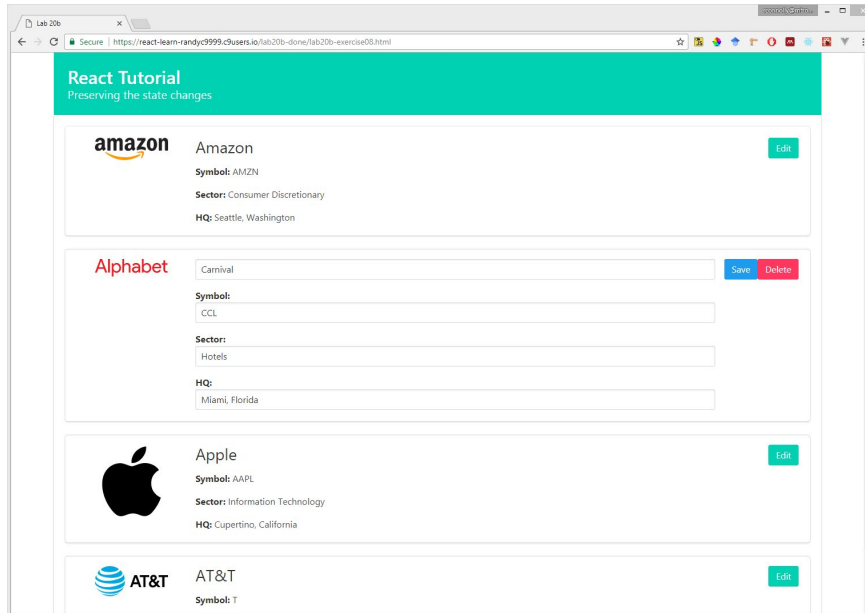 Lab 20b
Secure | https://react-learn-randyc9999.c9users.io/lab20b-done/lab20b-exercise08.html
React Tutorial
Preserving the state changes
amazon
Amazon
Edit
Symbol: AMZN
Sector: Consumer Discretionary
HQ: Seattle, Washington
Alphabet
Carnival
Save Delete
Symbol:
CCL
Sector:
Hotels
HQ:
Miami, Florida
Apple
Edit
Symbol: AAPL
Sector: Information Technology
HQ: Cupertino, California
AT&T
AT&T
Edit
Symbol: T